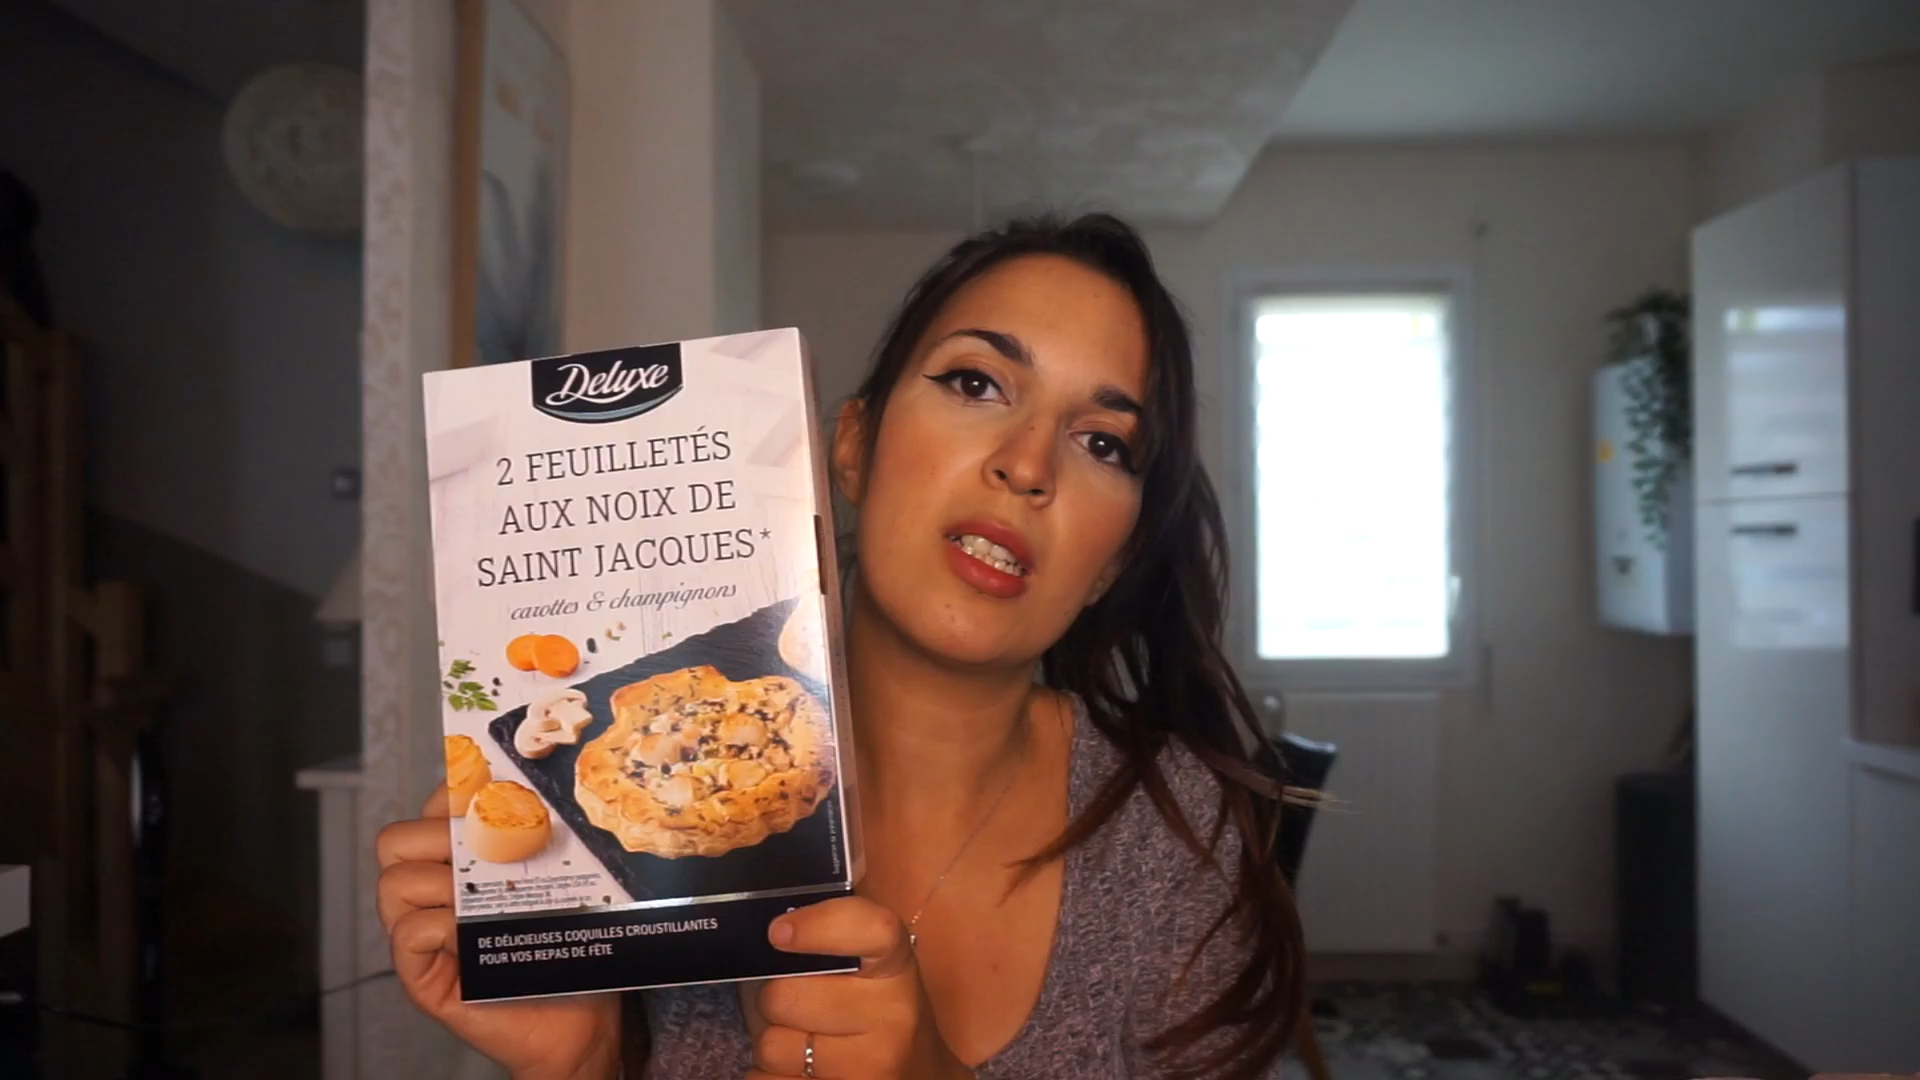 Deluxe
2 FEUILLETÉS
AUX NOIX DE
SAINT JACQUES*
carottes & champignons
DE DÉLICIEUSES COQUILLES CROUSTILLANTES
POUR VOS REPAS DE FÊTE